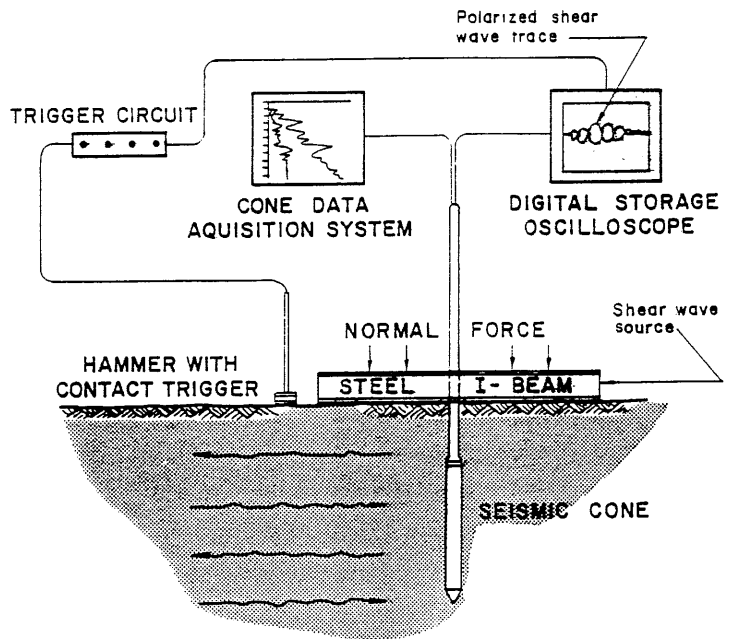 Polarized shear
wave trace
TRIGGER CIRCUIT
CONE DATA
AQUISITION SYSTEM
DIGITAL STORAGE
OSCILLOSCOPE
Shear wave
source
NORMAL FORCE
HAMMER WITH
CONTACT TRIGGER
STEEL I-BEAM
SEISMIC CONE